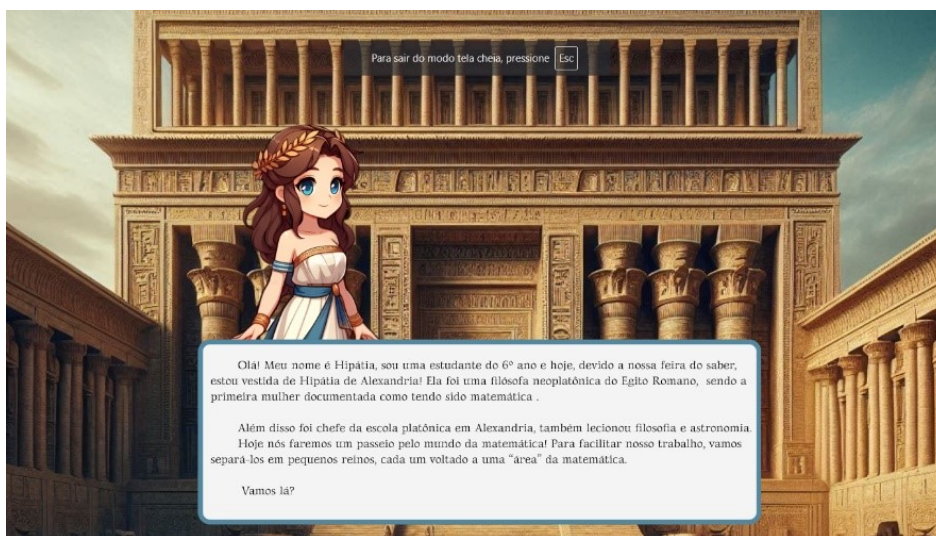 Para sair do modo tela cheia, pressione Esc
Olá! Meu nome é Hipátia, sou uma estudante do 6º ano e hoje, devido a nossa feira do saber,
estou vestida de Hipátia de Alexandria! Ela foi uma filósofa neoplatônica do Egito Romano, sendo a
primeira mulher documentada como tendo sido matemática .
Além disso foi chefe da escola platônica em Alexandria, também lecionou filosofia e astronomia.
Hoje nós faremos um passeio pelo mundo da matemática! Para facilitar nosso trabalho, vamos
separá-los em pequenos reinos, cada um voltado a uma “área” da matemática.
Vamos lá?